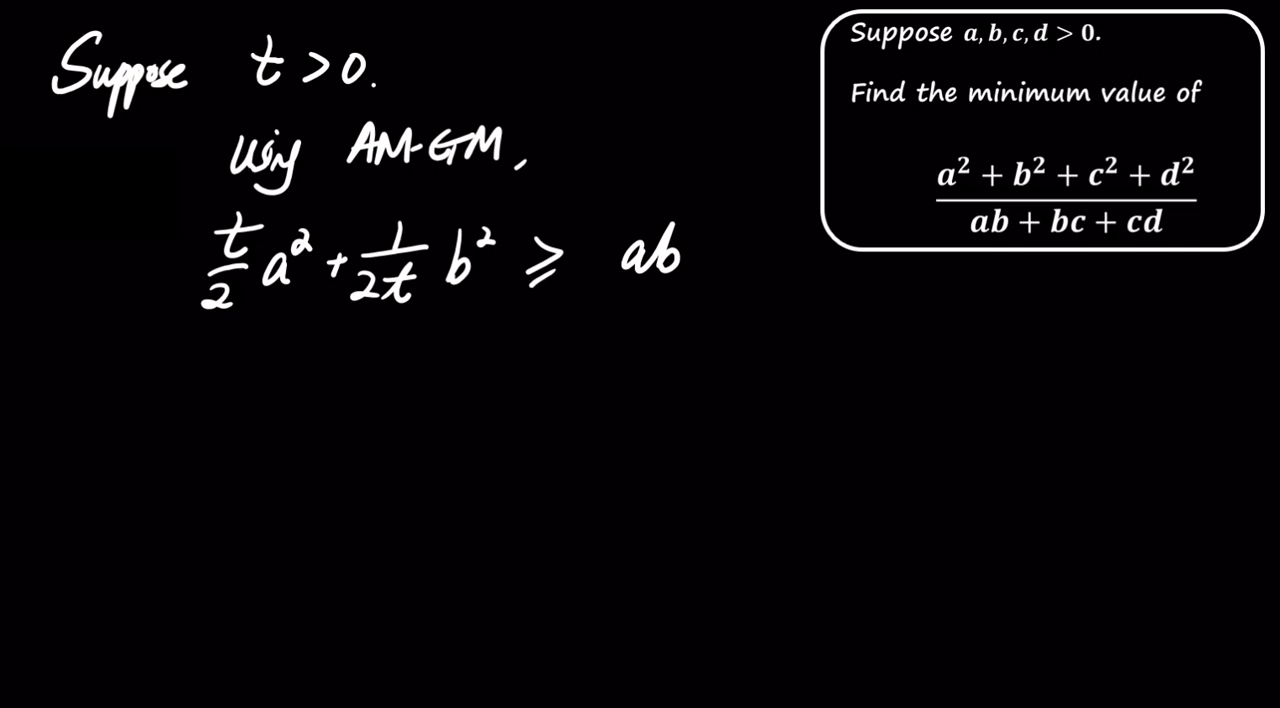 Suppose t > 0.
Using AM-GM,
t/2 a² + 1/2t b² ≥ ab
Suppose a, b, c, d > 0.
Find the minimum value of
a² + b² + c² + d²
ab + bc + cd